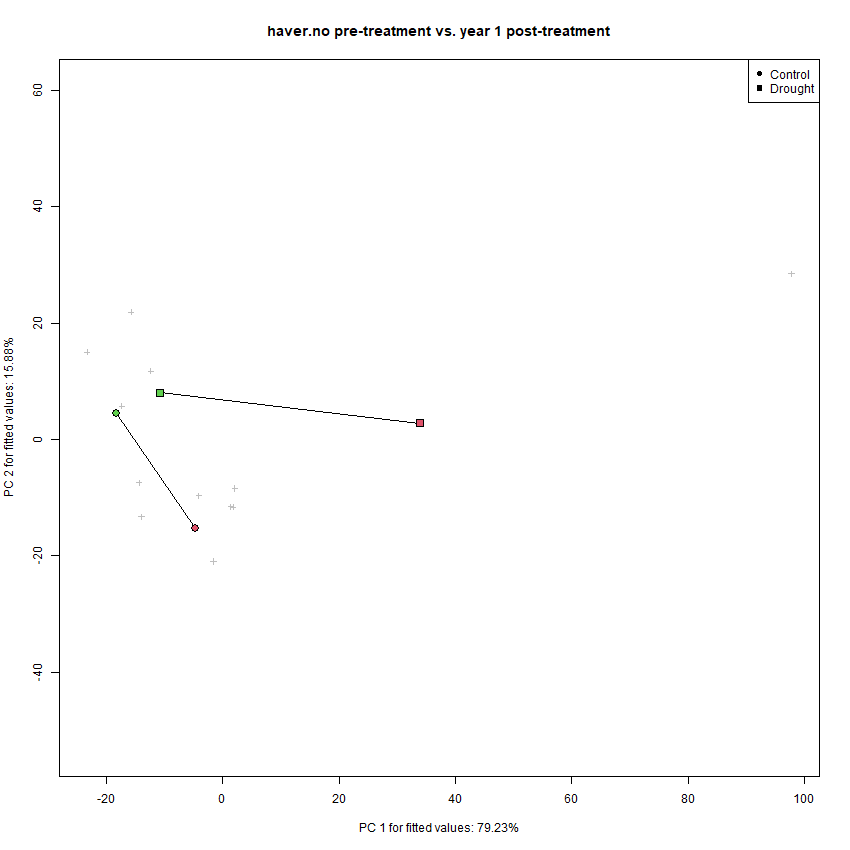 haver.no pre-treatment vs. year 1 post-treatment
Control
Drought
60
40
20
0
-20
-40
PC 2 for fitted values: 15.88%
-20
0
20
40
60
80
100
PC 1 for fitted values: 79.23%